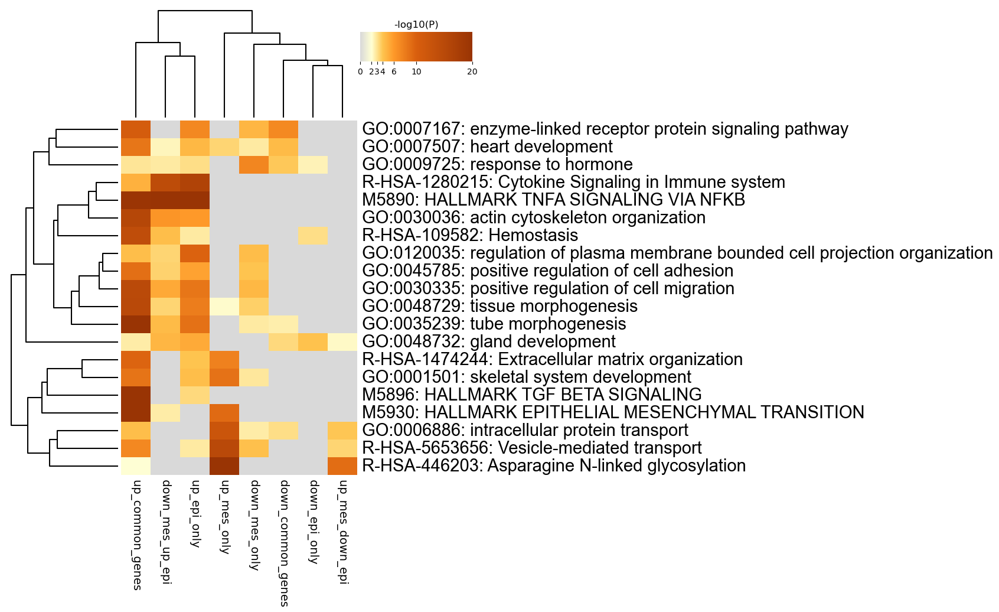 -log10(P)
0 2 3 4 6 10 20
GO:0007167: enzyme-linked receptor protein signaling pathway
GO:0007507: heart development
GO:0009725: response to hormone
R-HSA-1280215: Cytokine Signaling in Immune system
M5890: HALLMARK TNFA SIGNALING VIA NFKB
GO:0030036: actin cytoskeleton organization
R-HSA-109582: Hemostasis
GO:0120035: regulation of plasma membrane bounded cell projection organization
GO:0045785: positive regulation of cell adhesion
GO:0030335: positive regulation of cell migration
GO:0048729: tissue morphogenesis
GO:0035239: tube morphogenesis
GO:0048732: gland development
R-HSA-1474244: Extracellular matrix organization
GO:0001501: skeletal system development
M5896: HALLMARK TGF BETA SIGNALING
M5930: HALLMARK EPITHELIAL MESENCHYMAL TRANSITION
GO:0006886: intracellular protein transport
R-HSA-5653656: Vesicle-mediated transport
R-HSA-446203: Asparagine N-linked glycosylation
up_common_genes
down_mes_up_epi
up_epi_only
up_mes_only
down_mes_only
down_common_genes
down_epi_only
up_mes_down_epi